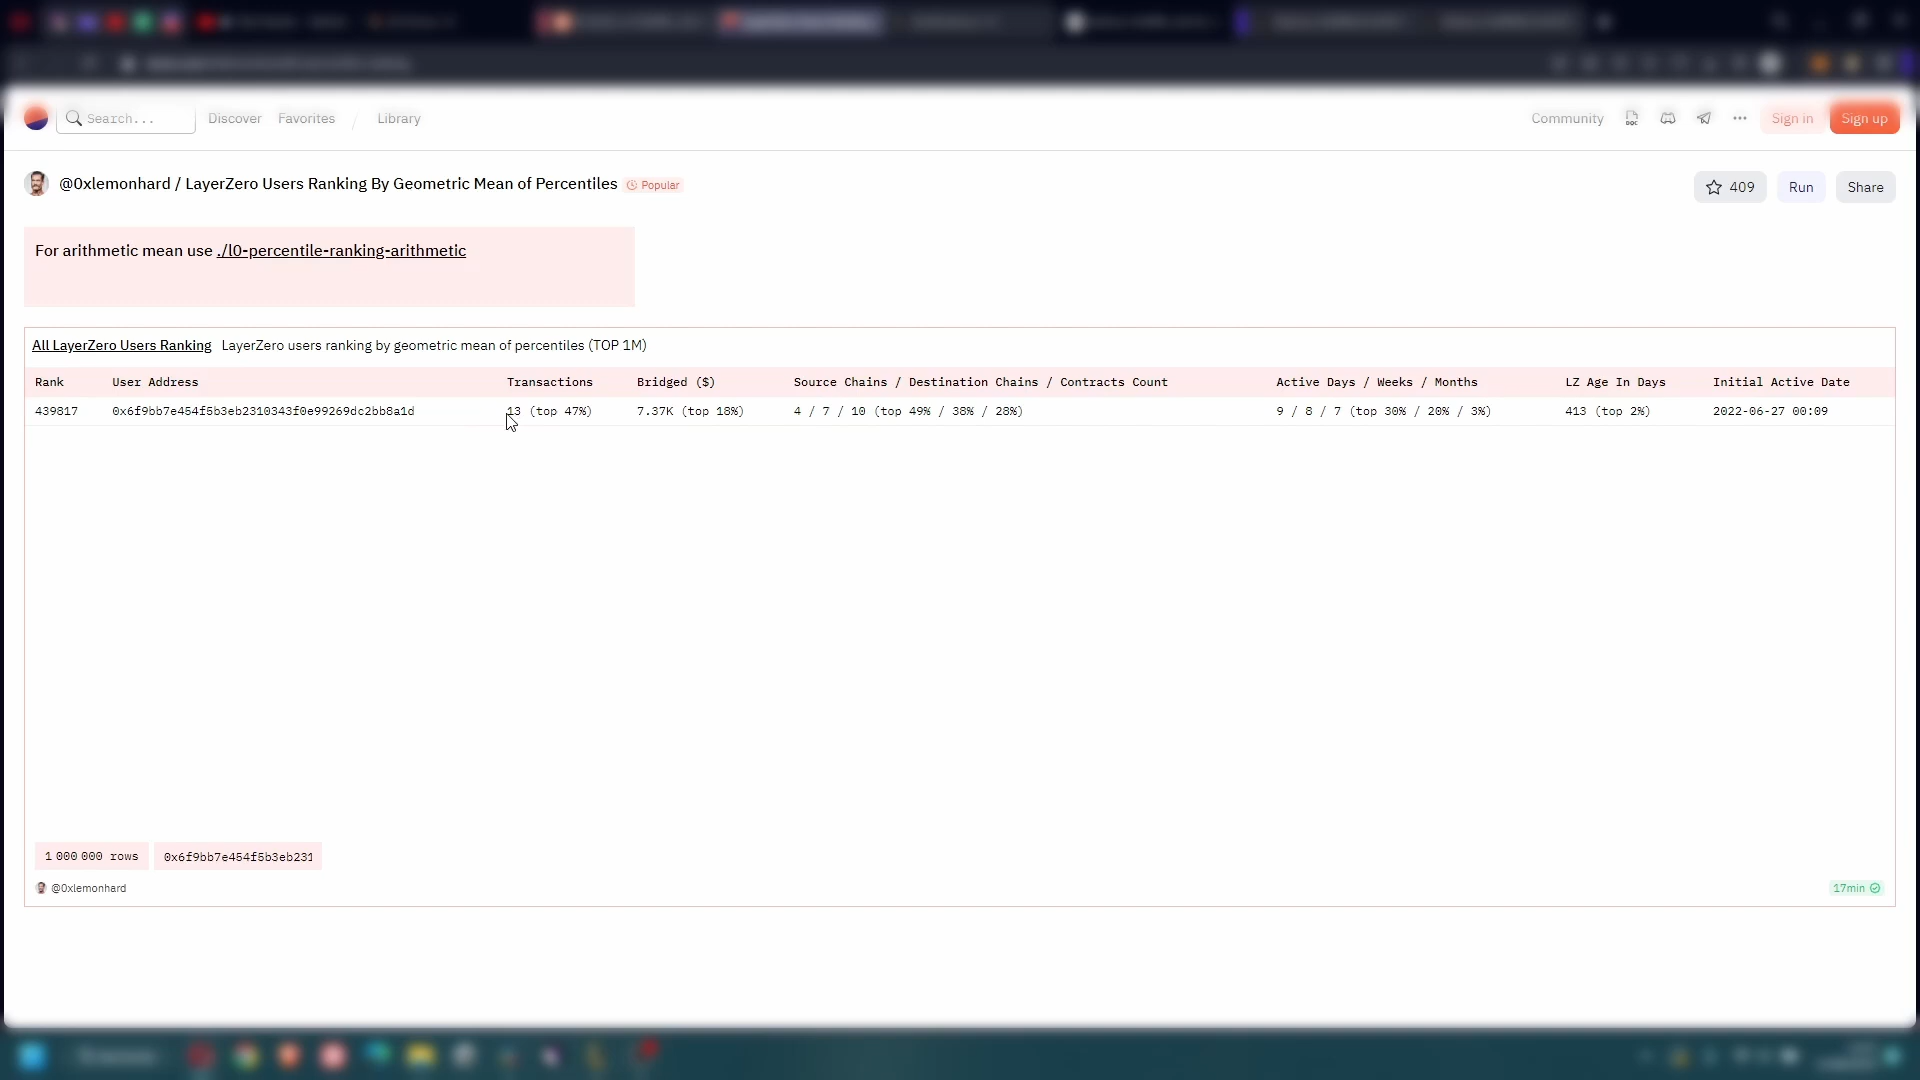 Search...
Discover
Favorites
/
Library
Community
Sign in
Sign up
@0xlemonhard / LayerZero Users Ranking By Geometric Mean of Percentiles
Popular
409
Run
Share
For arithmetic mean use ./l0-percentile-ranking-arithmetic
All LayerZero Users Ranking LayerZero users ranking by geometric mean of percentiles (TOP 1M)
Rank User Address Transactions Bridged ($) Source Chains / Destination Chains / Contracts Count Active Days / Weeks / Months LZ Age In Days Initial Active Date
439817 0x6f9bb7e454f5b3eb2310343f0e99269dc2bb8a1d 13 (top 47%) 7.37K (top 18%) 4 / 7 / 10 (top 49% / 38% / 28%) 9 / 8 / 7 (top 30% / 20% / 3%) 413 (top 2%) 2022-06-27 00:09
1 000 000 rows
0x6f9bb7e454f5b3eb231
@0xlemonhard
17min